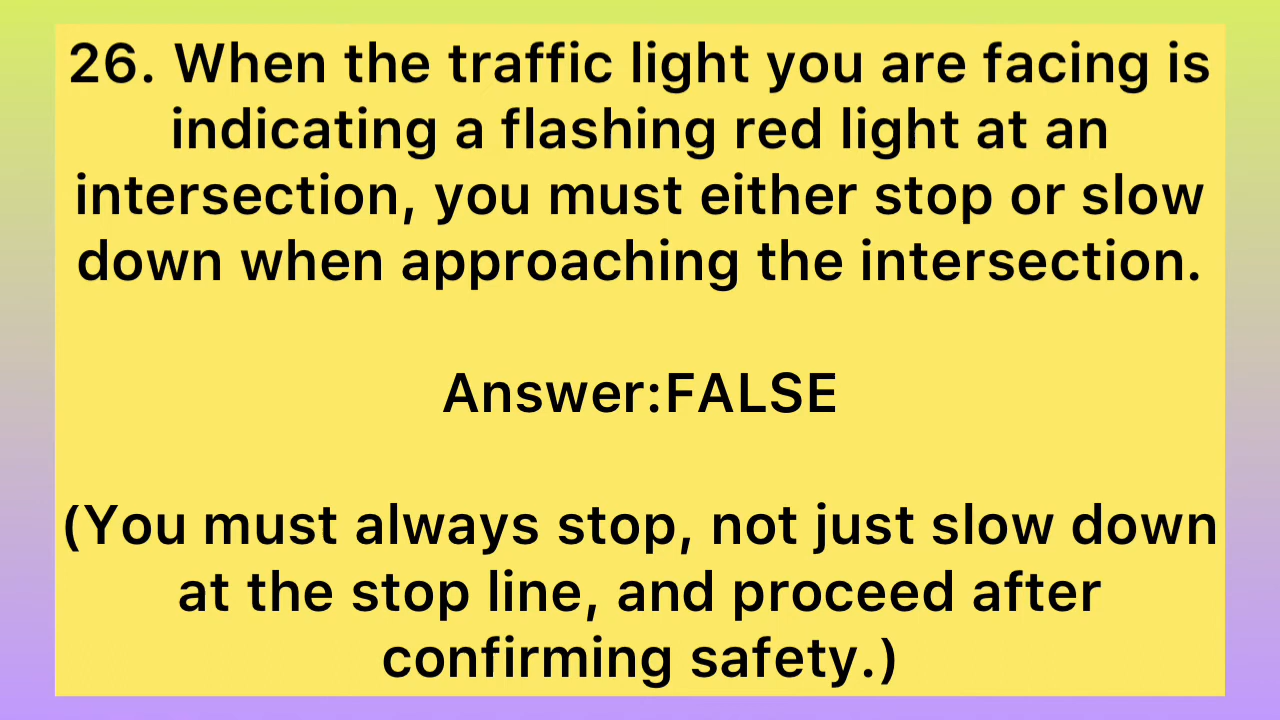 26. When the traffic light you are facing is
indicating a flashing red light at an
intersection, you must either stop or slow
down when approaching the intersection.
Answer:FALSE
(You must always stop, not just slow down
at the stop line, and proceed after
confirming safety.)